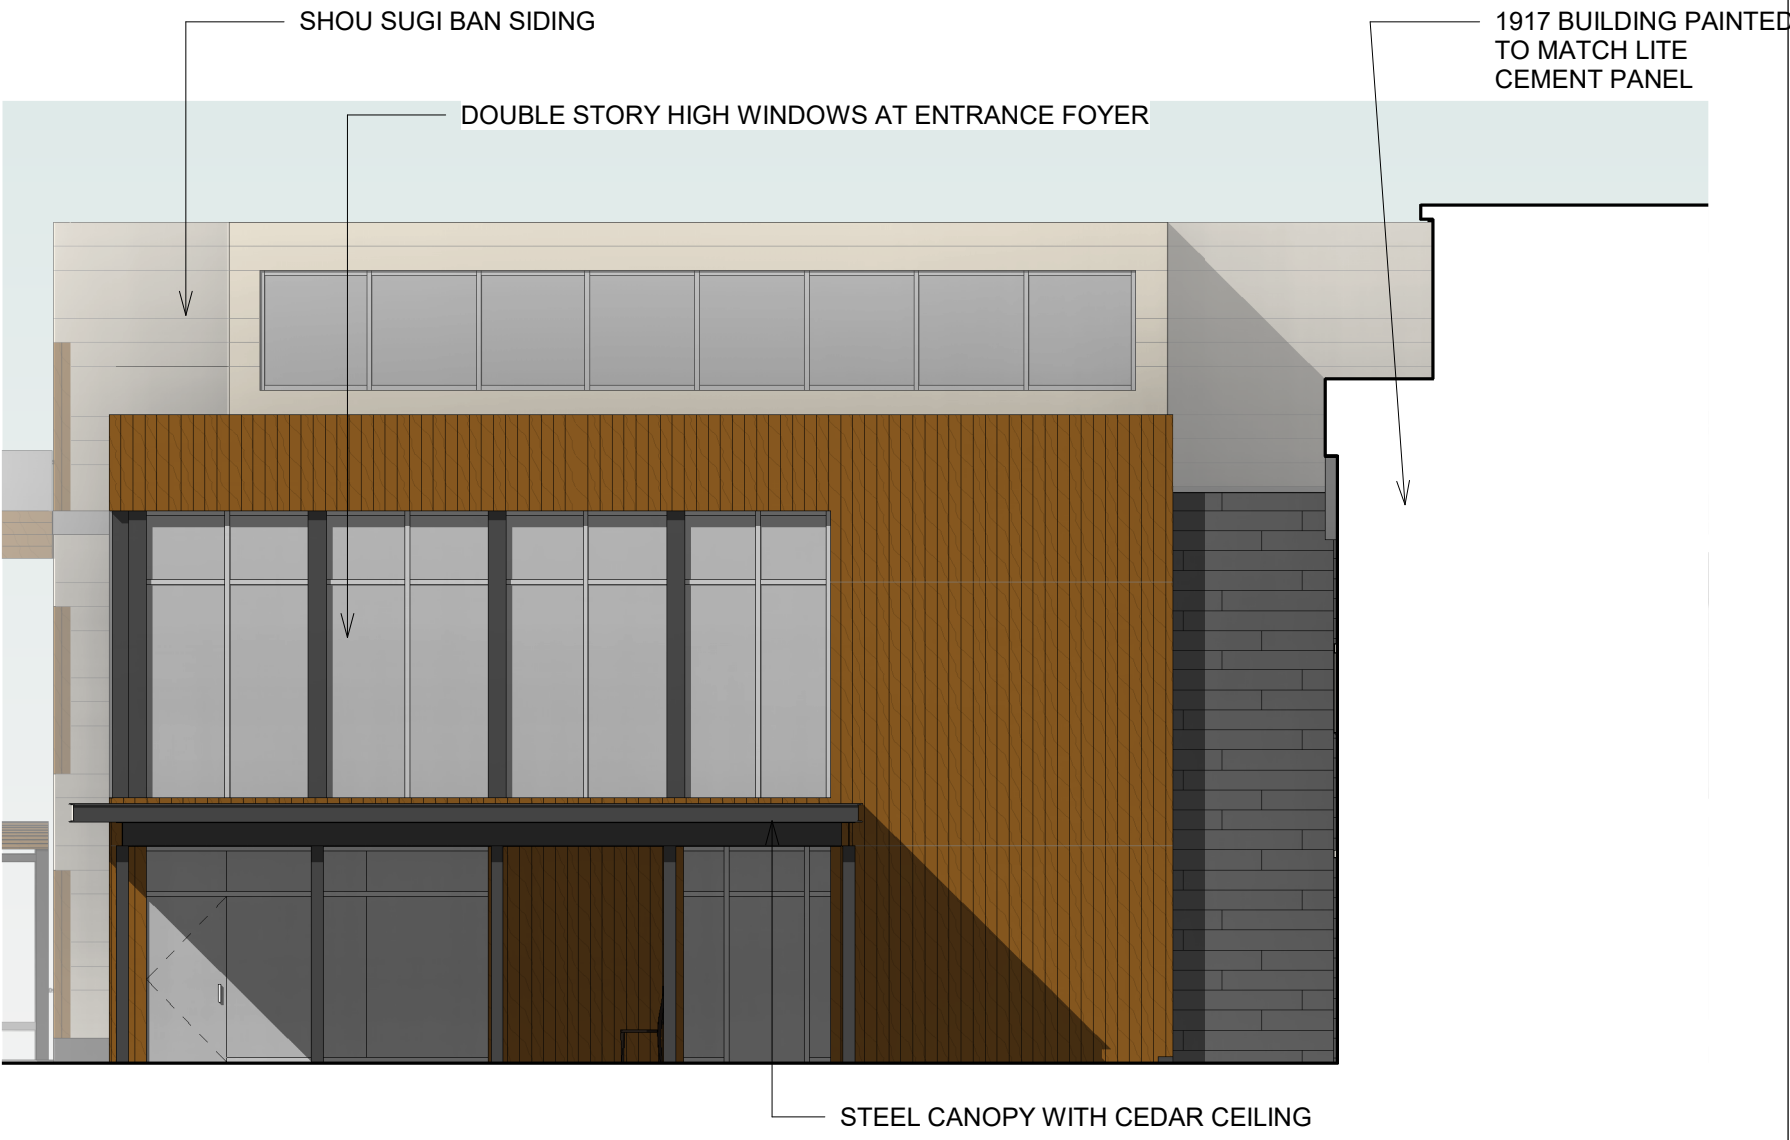 SHOU SUGI BAN SIDING
1917 BUILDING PAINTED
TO MATCH LITE
CEMENT PANEL
DOUBLE STORY HIGH WINDOWS AT ENTRANCE FOYER
STEEL CANOPY WITH CEDAR CEILING